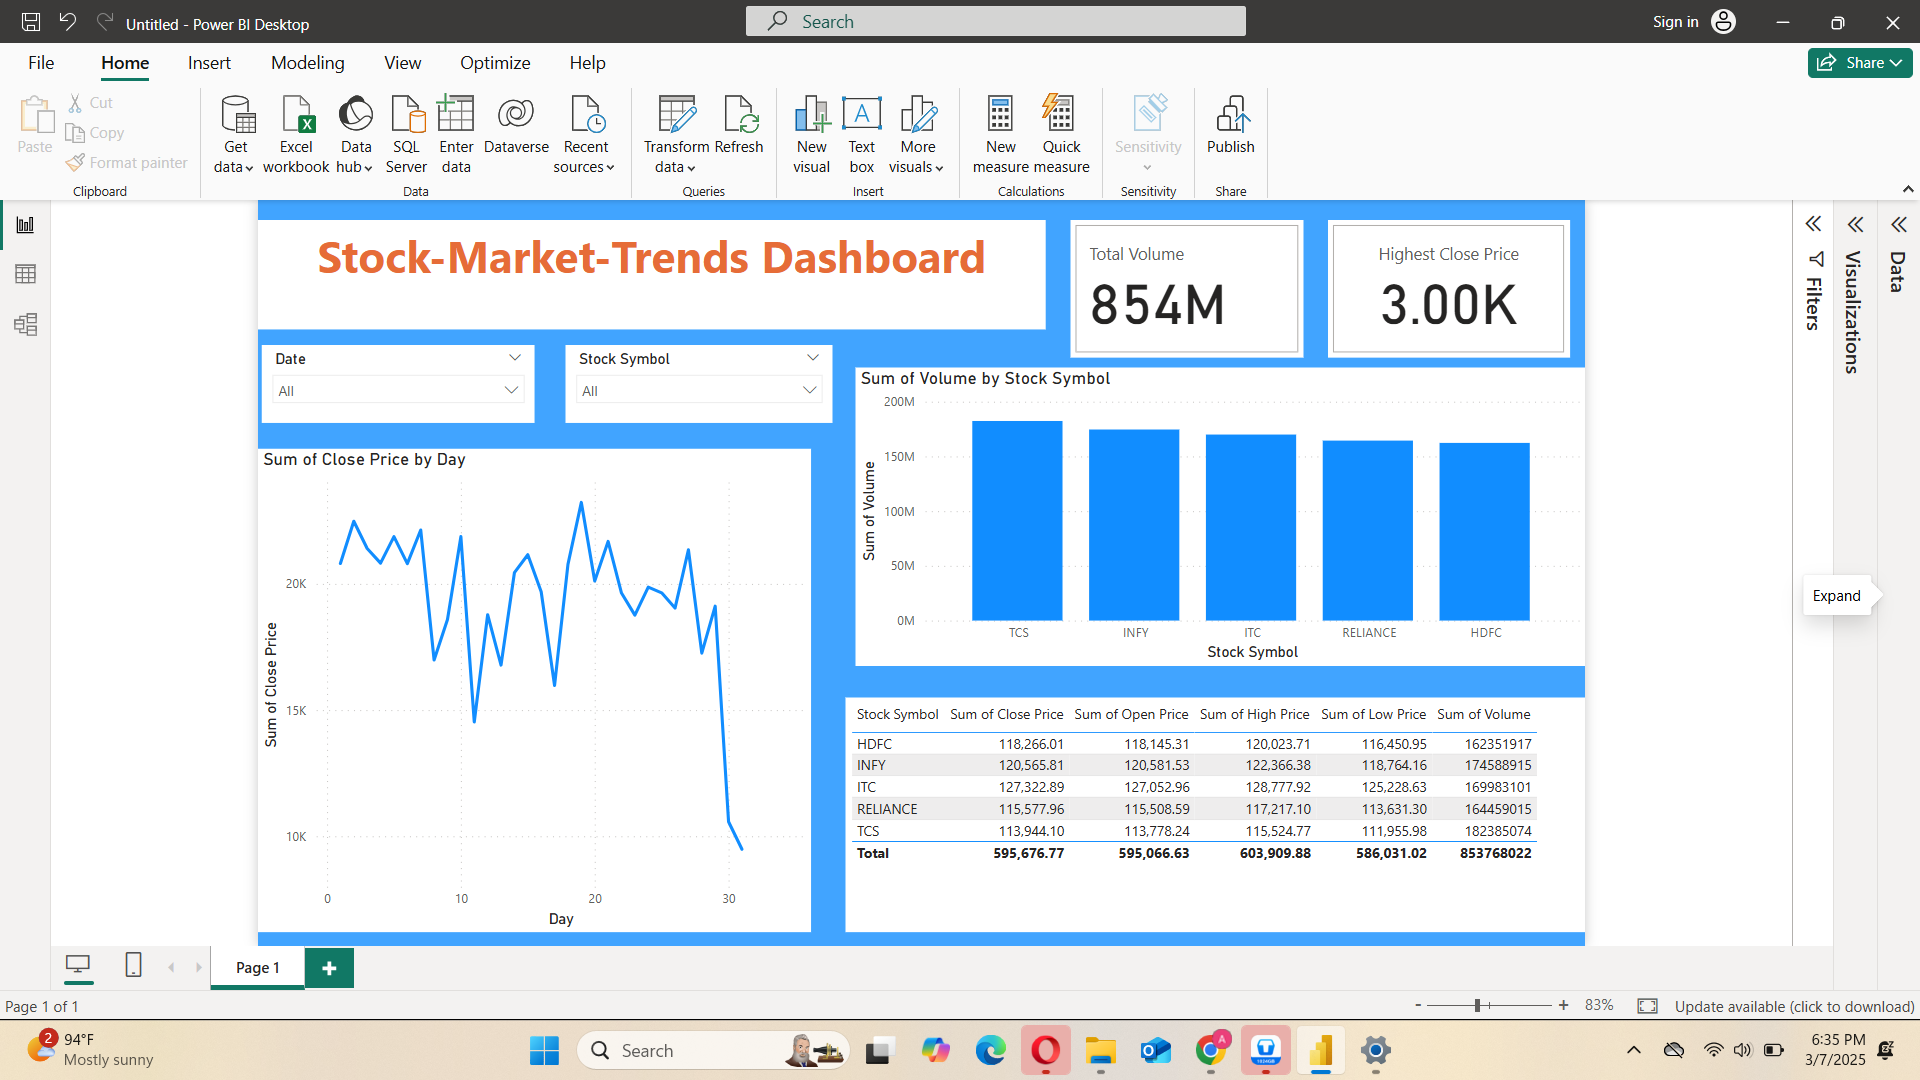 Untitled - Power BI Desktop
Search
Sign in
File Home Insert Modeling View Optimize Help
Share
Paste
Cut
Copy
Format painter
Clipboard
Get data
Excel workbook
Data hub
SQL Server
Enter data
Dataverse
Recent sources
Data
Transform data
Refresh
Queries
New visual
Text box
More visuals
Insert
New measure
Quick measure
Calculations
Sensitivity
Sensitivity
Publish
Share
Stock-Market-Trends Dashboard
Total Volume
854M
Highest Close Price
3.00K
Filters
Visualizations
Data
Date
All
Stock Symbol
All
Sum of Close Price by Day
Sum of Close Price
20K
15K
10K
0 10 20 30
Day
Sum of Volume by Stock Symbol
Sum of Volume
200M
150M
100M
50M
0M
TCS INFY ITC RELIANCE HDFC
Stock Symbol
Expand
Stock Symbol Sum of Close Price Sum of Open Price Sum of High Price Sum of Low Price Sum of Volume
HDFC 118,266.01 118,145.31 120,023.71 116,450.95 162351917
INFY 120,565.81 120,581.53 122,366.38 118,764.16 174588915
ITC 127,322.89 127,052.96 128,777.92 125,228.63 169983101
RELIANCE 115,577.96 115,508.59 117,217.10 113,631.30 164459015
TCS 113,944.10 113,778.24 115,524.77 111,955.98 182385074
Total 595,676.77 595,066.63 603,909.88 586,031.02 853768022
Page 1
Page 1 of 1
- + 83%
Update available (click to download)
2
94°F
Mostly sunny
Search
A
6:35 PM
3/7/2025